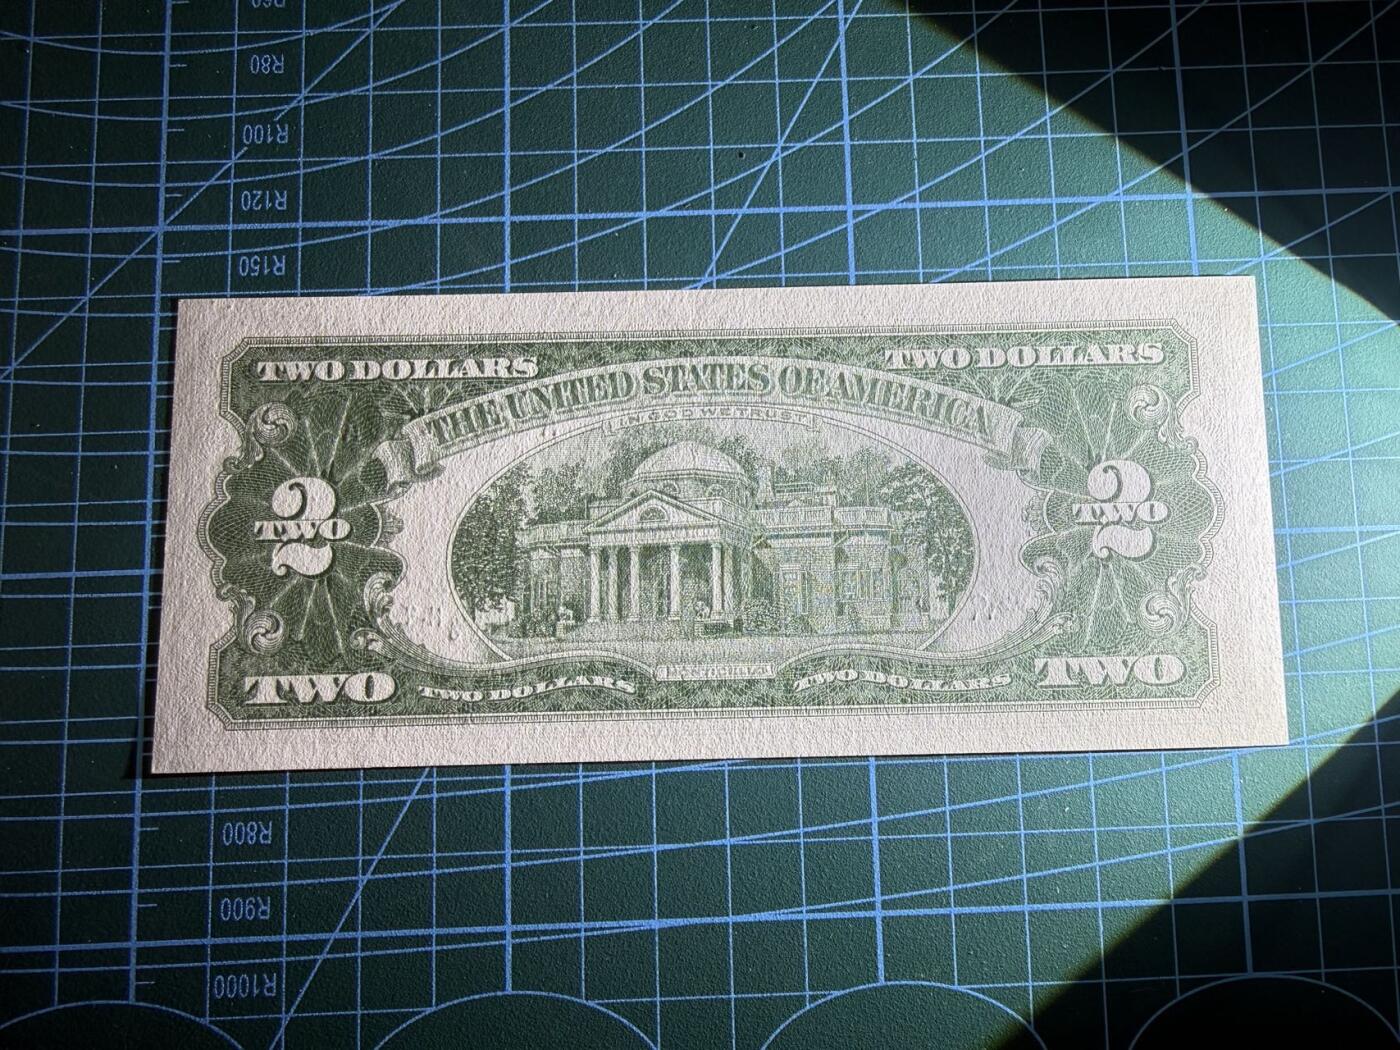 R60
R80
R100
R120
R150
TWO DOLLARS
TWO DOLLARS
THE UNITED STATES OF AMERICA
IN GOD WE TRUST
2
TWO
2
TWO
MONTICELLO
TWO
TWO DOLLARS
TWO DOLLARS
TWO
R800
R900
R1000